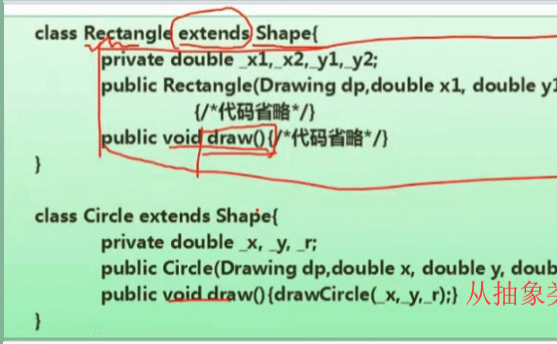 class Rectangle extends Shape{
private double _x1,_x2,_y1,_y2;
public Rectangle(Drawing dp,double x1, double y1
{/*代码省略*/}
public void draw(){/*代码省略*/}
}
class Circle extends Shape{
private double _x, _y, _r;
public Circle(Drawing dp,double x, double y, doub
public void draw(){drawCircle(_x,_y,_r);} 从抽象类
}